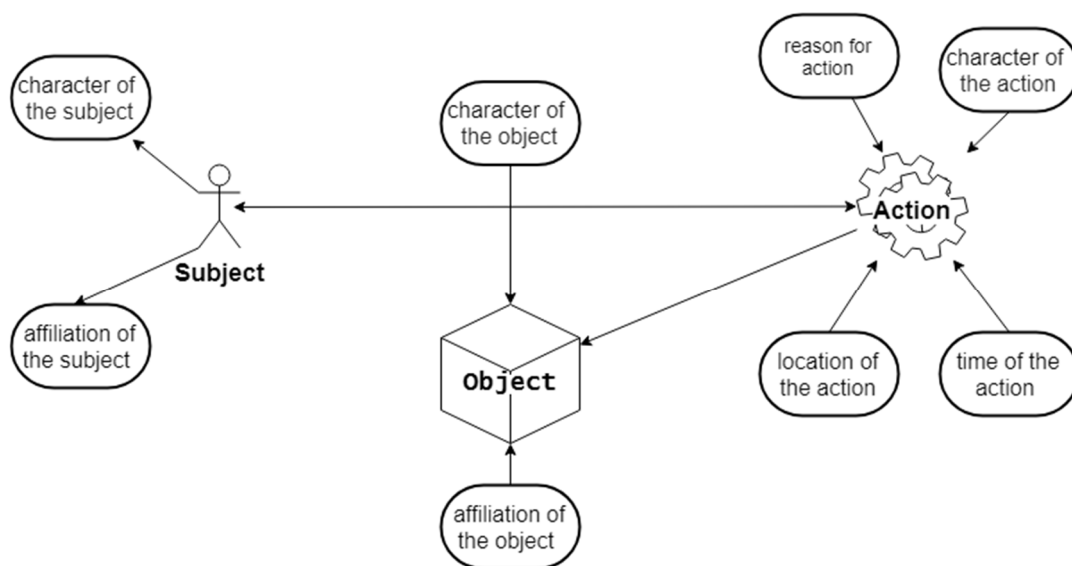 character of
the subject
Subject
affiliation of
the subject
character of
the object
Object
affiliation of
the object
reason for
action
character of
the action
Action
location of
the action
time of the
action